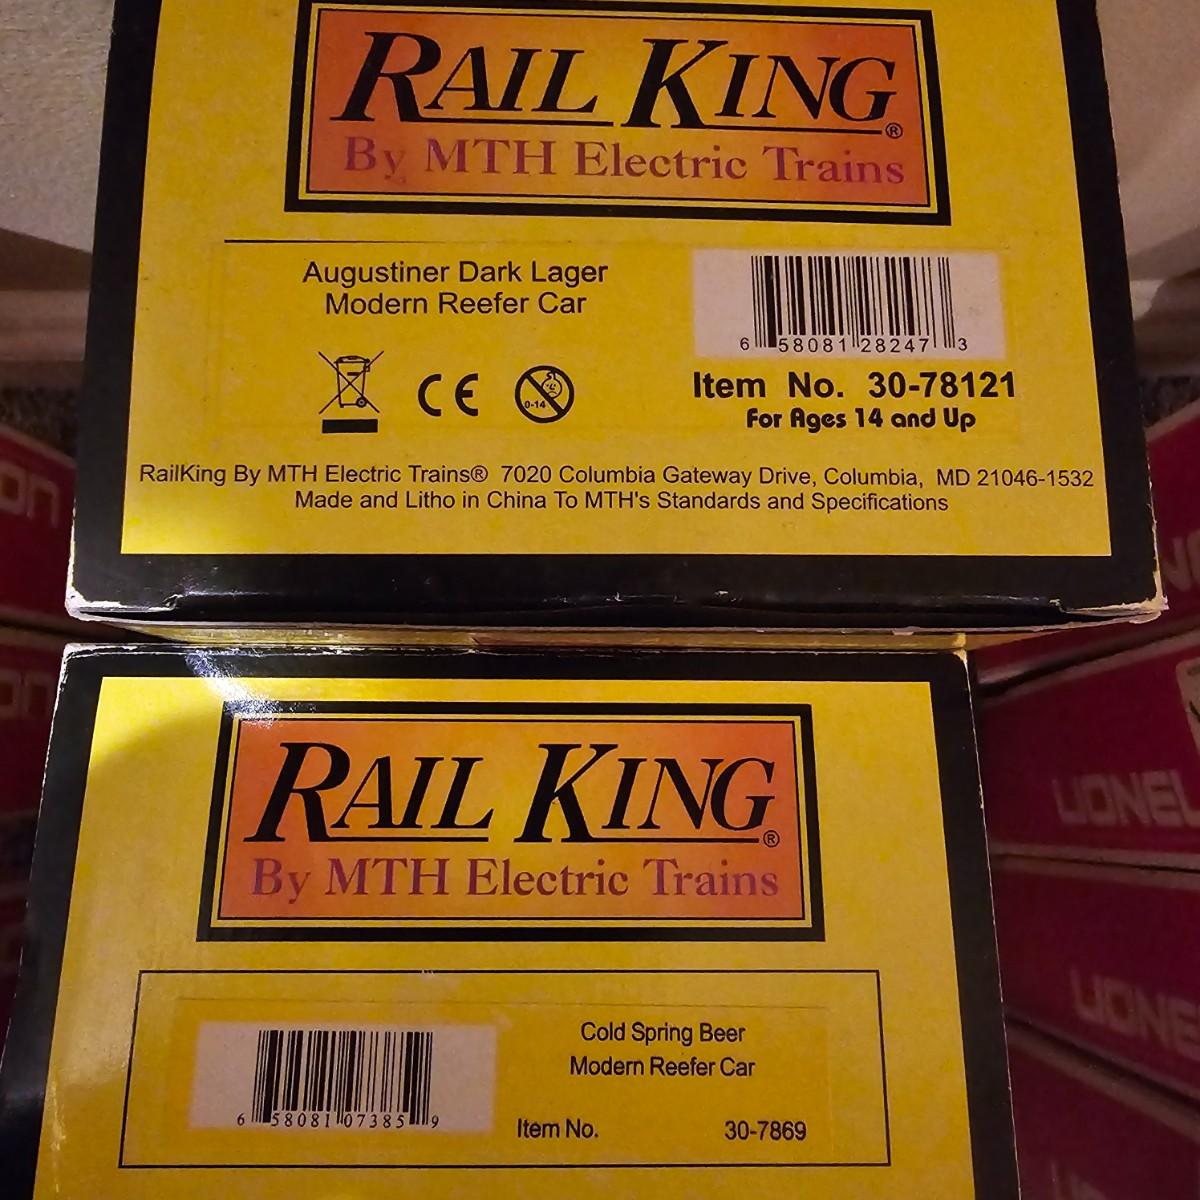 RAIL KING®
By MTH Electric Trains
Augustiner Dark Lager
Modern Reefer Car
6 58081 28247 3
CE
0-14
Item No. 30-78121
For Ages 14 and Up
RailKing By MTH Electric Trains® 7020 Columbia Gateway Drive, Columbia, MD 21046-1532
Made and Litho in China To MTH's Standards and Specifications
RAIL KING®
By MTH Electric Trains
6 58081 07385 9
Cold Spring Beer
Modern Reefer Car
Item No. 30-7869
LIONEL